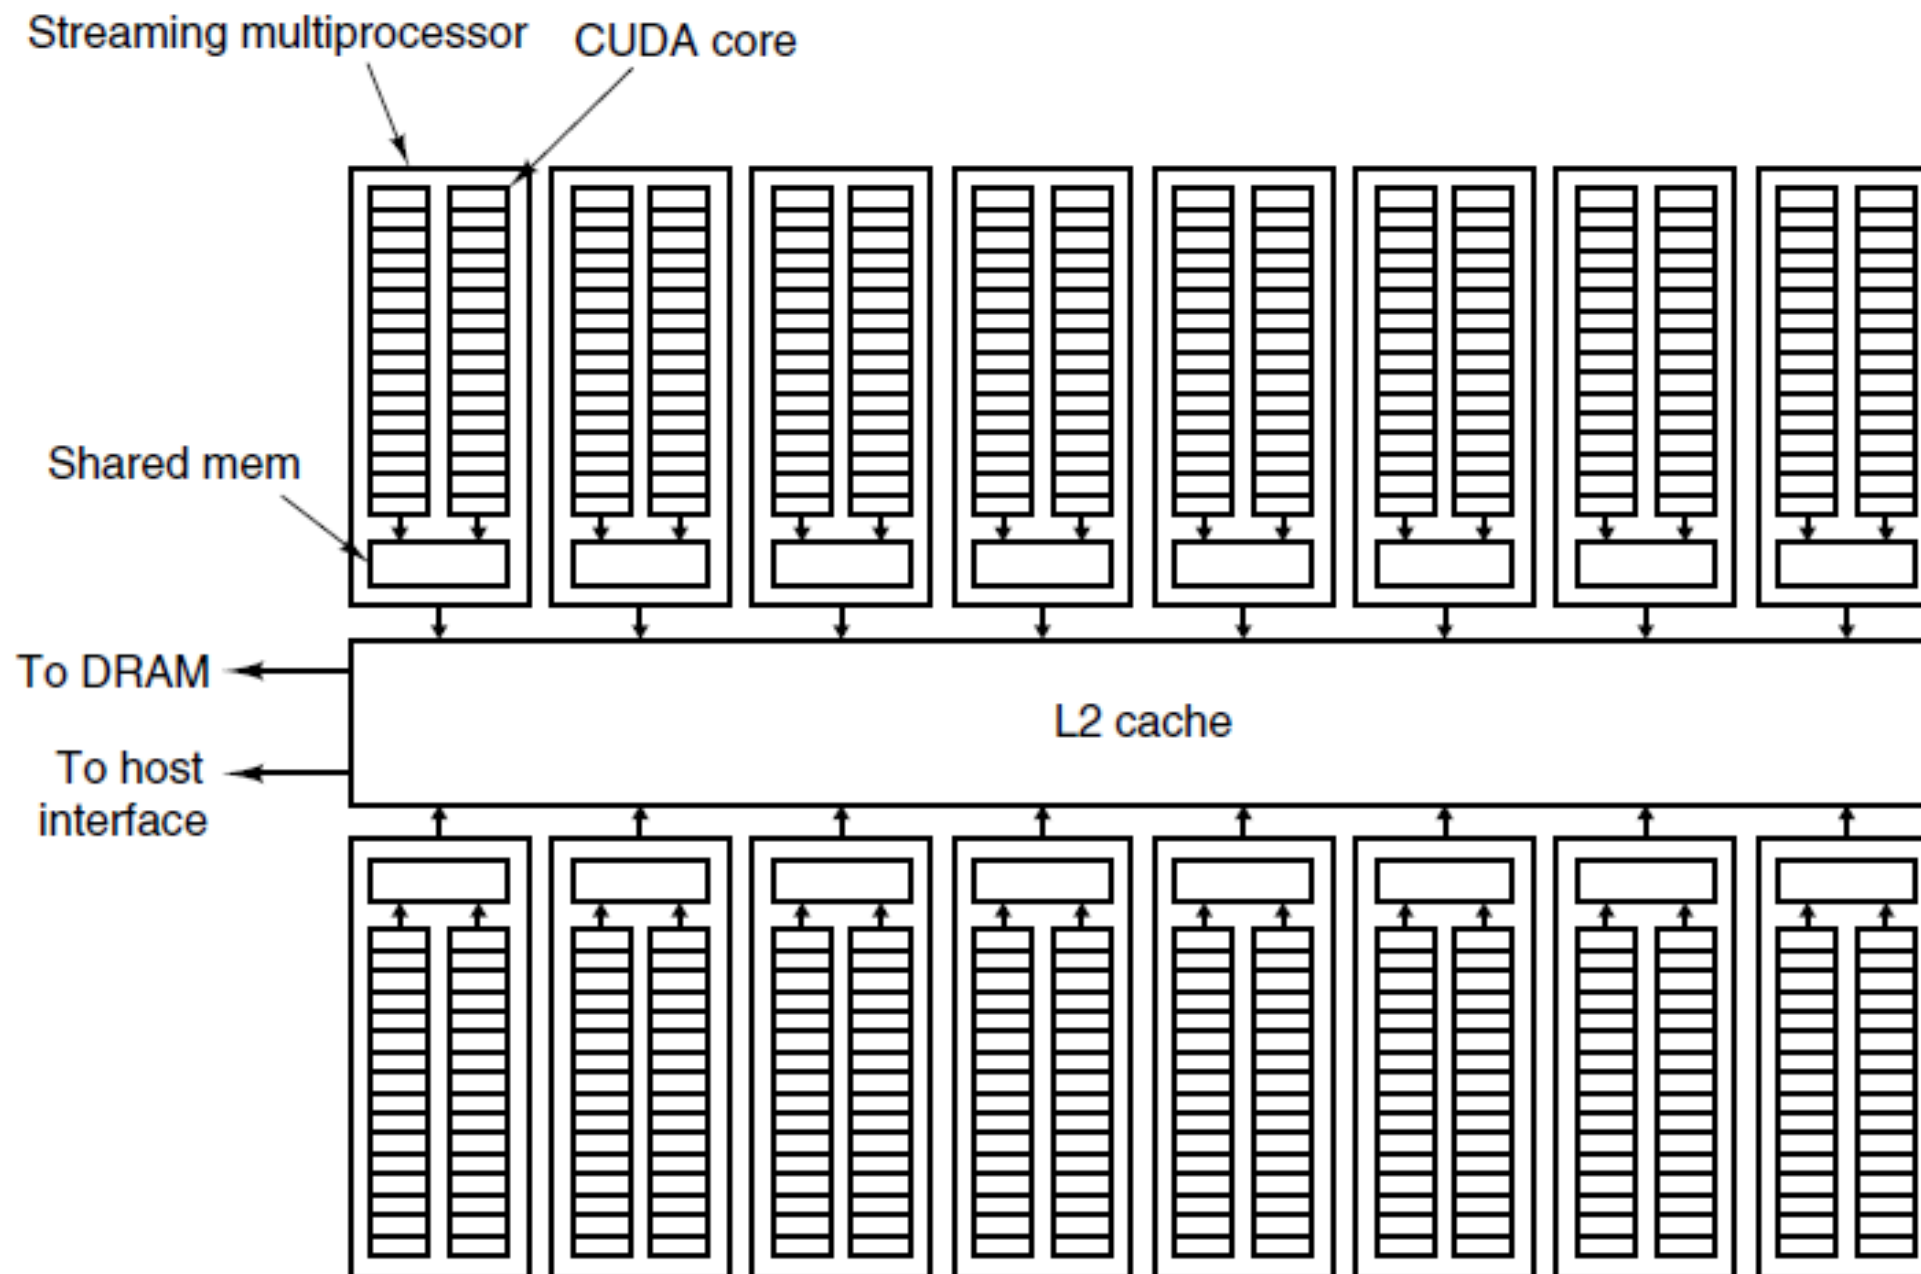 Streaming multiprocessor
CUDA core
Shared mem
To DRAM
L2 cache
To host
interface